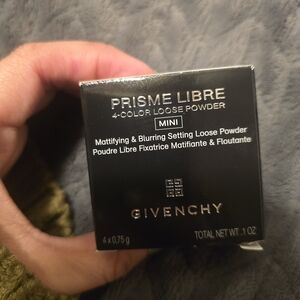 PRISME LIBRE
4-COLOR LOOSE POWDER
MINI
Mattifying & Blurring Setting Loose Powder
Poudre Libre Fixatrice Matifiante & Floutante
GIVENCHY
4 x 0,75 g
TOTAL NET WT .1 OZ